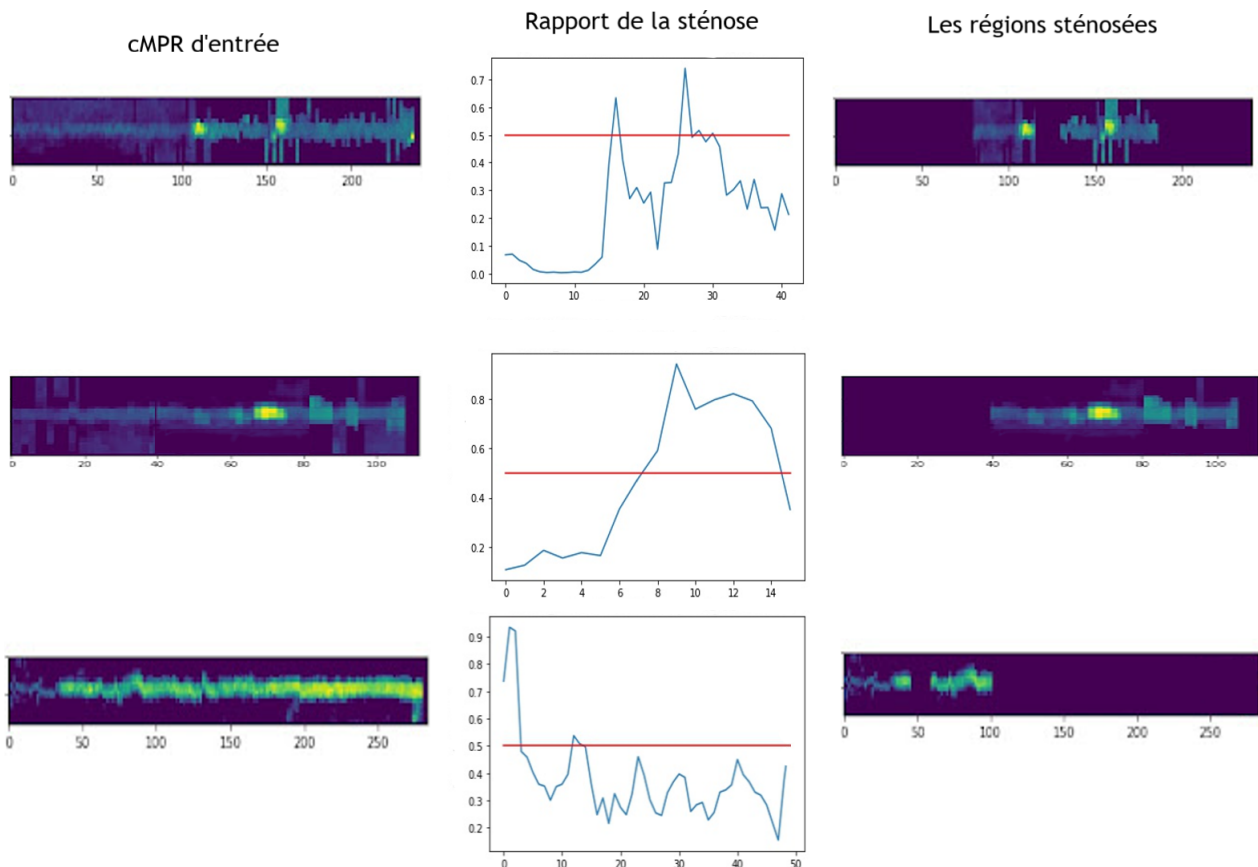 cMPR d'entrée
Rapport de la sténose
Les régions sténosées
0 50 100 150 200
0.7
0.6
0.5
0.4
0.3
0.2
0.1
0.0
0 10 20 30 40
0 50 100 150 200
0 20 40 60 80 100
0.8
0.6
0.4
0.2
0 2 4 6 8 10 12 14
0 20 40 60 80 100
0 50 100 150 200 250
0.9
0.8
0.7
0.6
0.5
0.4
0.3
0.2
0 10 20 30 40 50
0 50 100 150 200 250